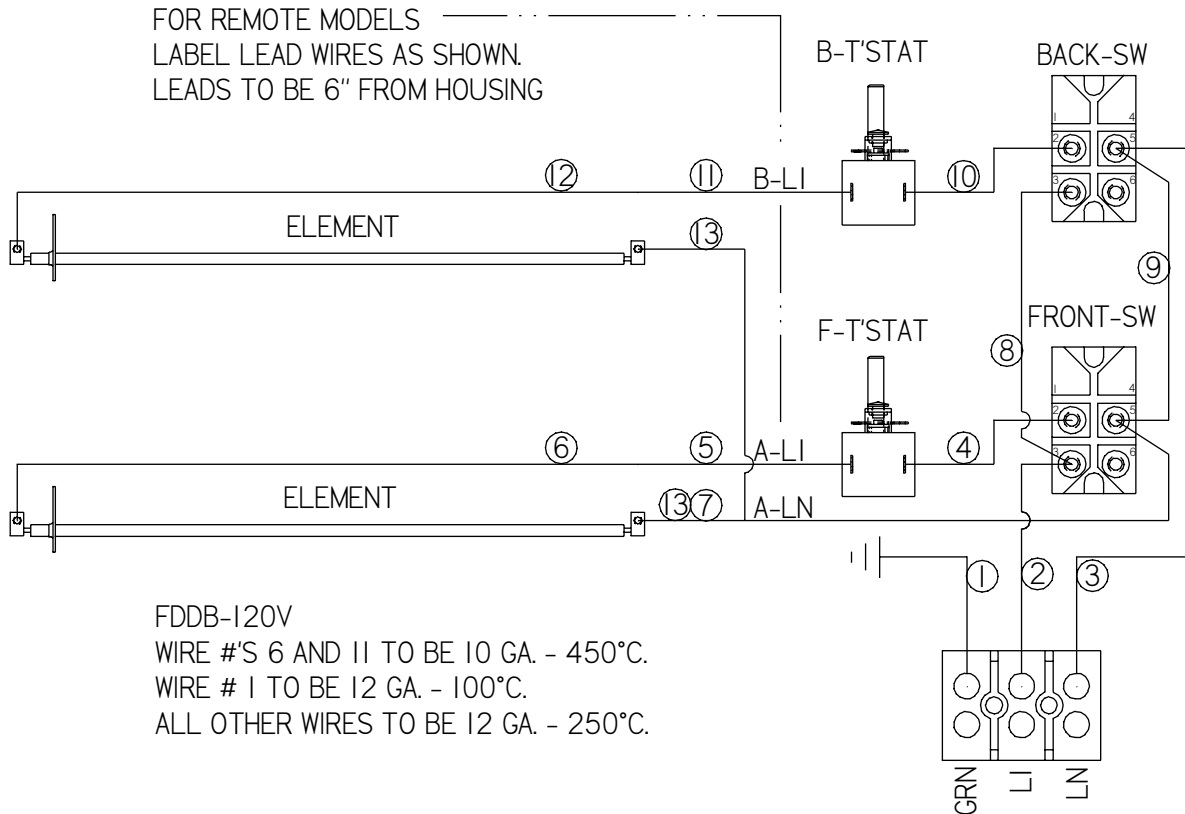 FOR REMOTE MODELS
LABEL LEAD WIRES AS SHOWN.
LEADS TO BE 6" FROM HOUSING
B-T'STAT
BACK-SW
1 4
2 5
3 6
12
11
B-L1
10
ELEMENT
13
9
F-T'STAT
FRONT-SW
8
1 4
2 5
3 6
6
5
A-L1
4
ELEMENT
13
7
A-LN
1
2
3
FDDB-120V
WIRE #'S 6 AND 11 TO BE 10 GA. - 450°C.
WIRE # 1 TO BE 12 GA. - 100°C.
ALL OTHER WIRES TO BE 12 GA. - 250°C.
GRN
L1
LN